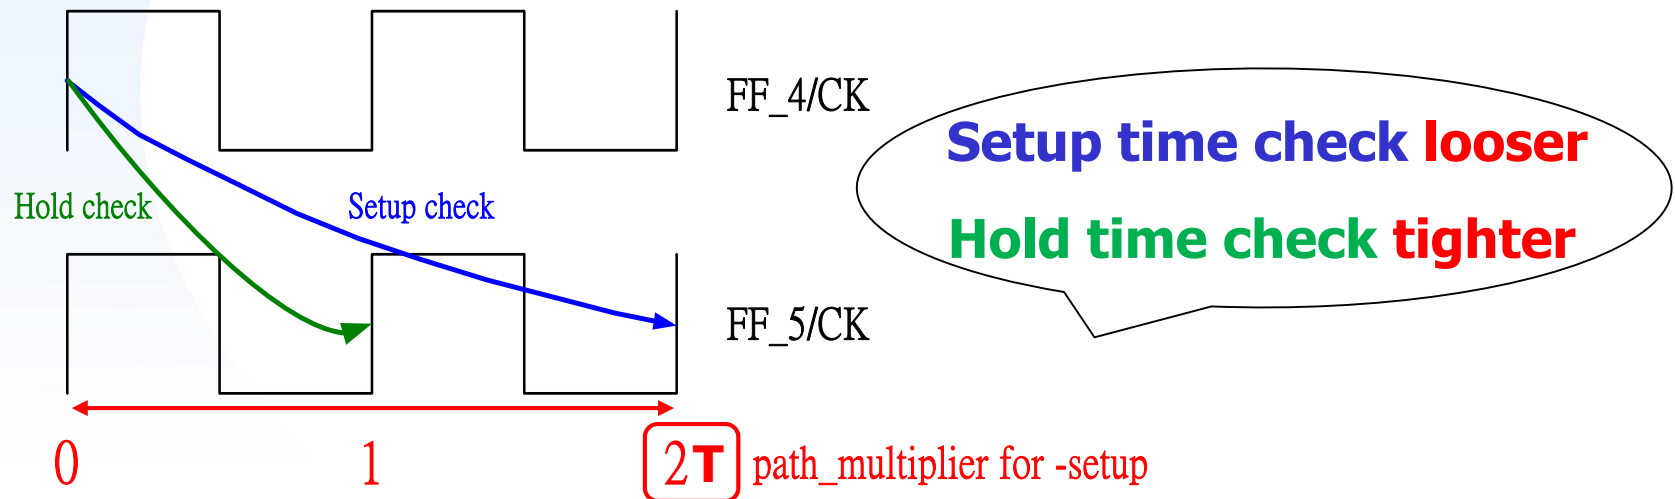 FF_4/CK
Setup time check looser
Hold check
Setup check
Hold time check tighter
FF_5/CK
0
1
2T
path_multiplier for -setup